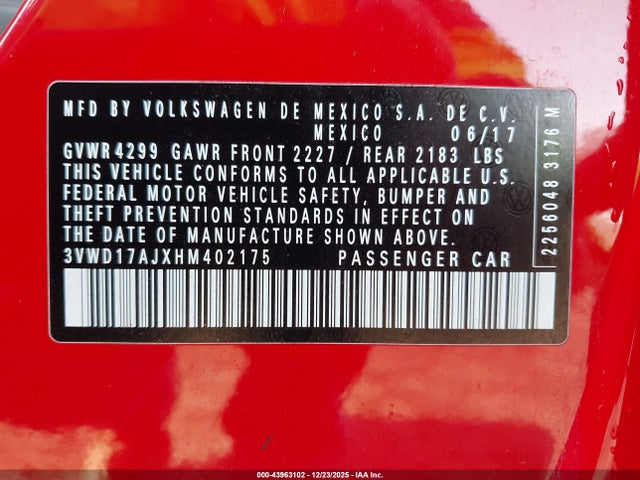 MFD BY VOLKSWAGEN DE MEXICO S.A. DE C.V.
MEXICO 06/17
GVWR 4299 GAWR FRONT 2227 / REAR 2183 LBS
THIS VEHICLE CONFORMS TO ALL APPLICABLE U.S.
FEDERAL MOTOR VEHICLE SAFETY, BUMPER AND
THEFT PREVENTION STANDARDS IN EFFECT ON
THE DATE OF MANUFACTURE SHOWN ABOVE.
3VWD17AJXHM402175 PASSENGER CAR
2256048 3176 M
000-43963102 - 12/23/2025 - IAA Inc.